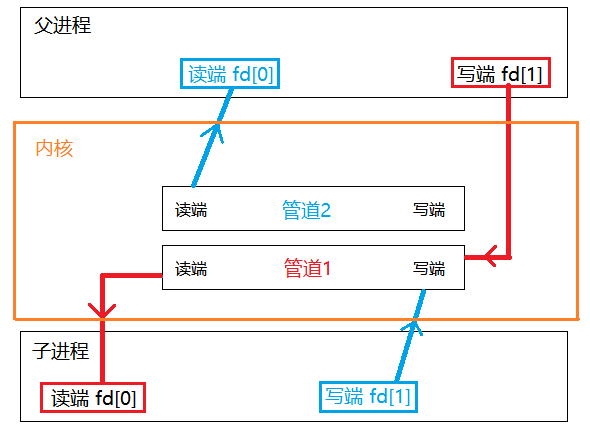 父进程
读端 fd[0]
写端 fd[1]
内核
读端 管道2 写端
读端 管道1 写端
子进程
读端 fd[0]
写端 fd[1]